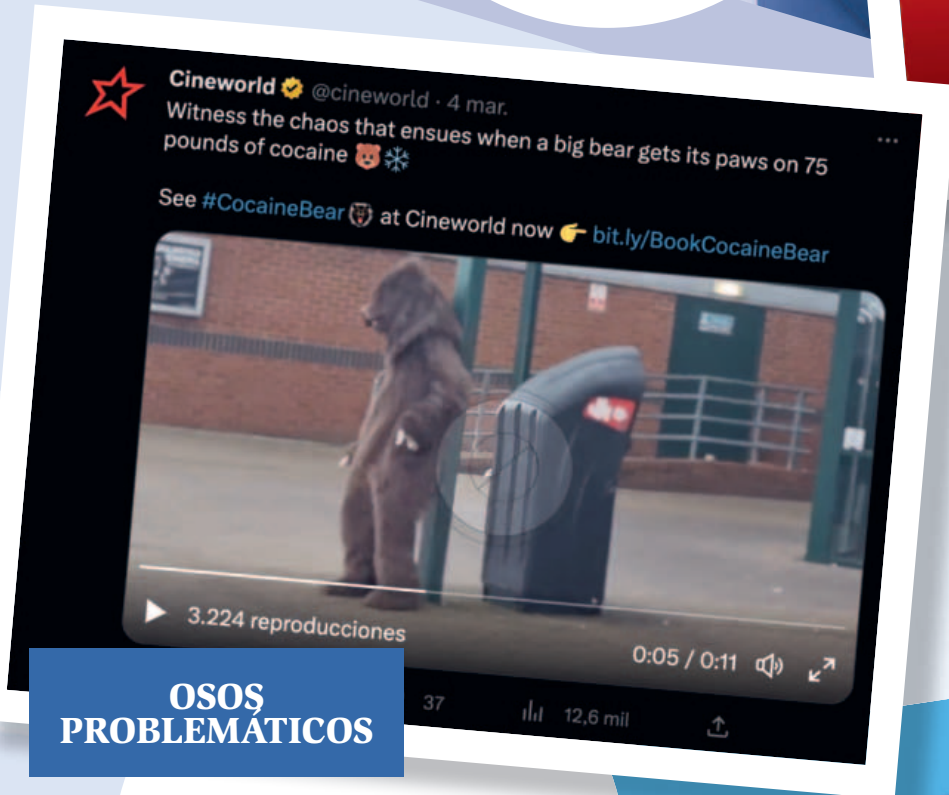 Cineworld @cineworld · 4 mar.
Witness the chaos that ensues when a big bear gets its paws on 75
pounds of cocaine 🐻❄️
See #CocaineBear🐻 at Cineworld now 👉 bit.ly/BookCocaineBear
3.224 reproducciones
0:05 / 0:11
37
12,6 mil
OSOS
PROBLEMÁTICOS